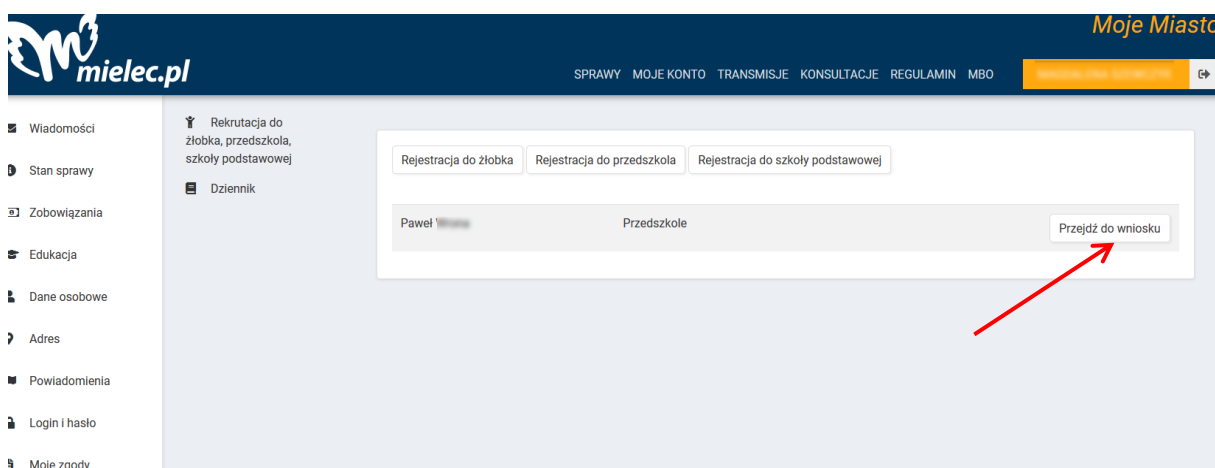 Moje Miasto
mielec.pl
SPRAWY MOJE KONTO TRANSMISJE KONSULTACJE REGULAMIN MBO
Wiadomości
Stan sprawy
Zobowiązania
Edukacja
Dane osobowe
Adres
Powiadomienia
Login i hasło
Moje zgody
Rekrutacja do
żłobka, przedszkola,
szkoły podstawowej
Dziennik
Rejestracja do żłobka Rejestracja do przedszkola Rejestracja do szkoły podstawowej
Paweł Przedszkole Przejdź do wniosku